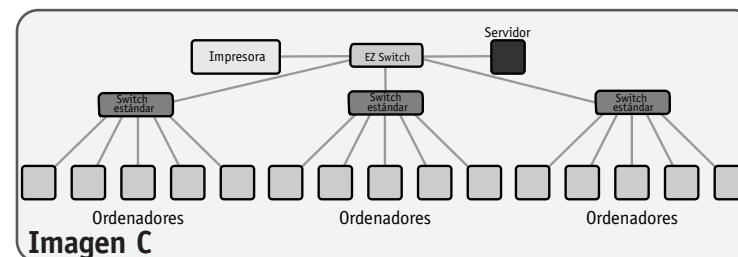 Servidor
Impresora
EZ Switch
Switch
estándar
Switch
estándar
Switch
estándar
Ordenadores
Ordenadores
Ordenadores
Imagen C